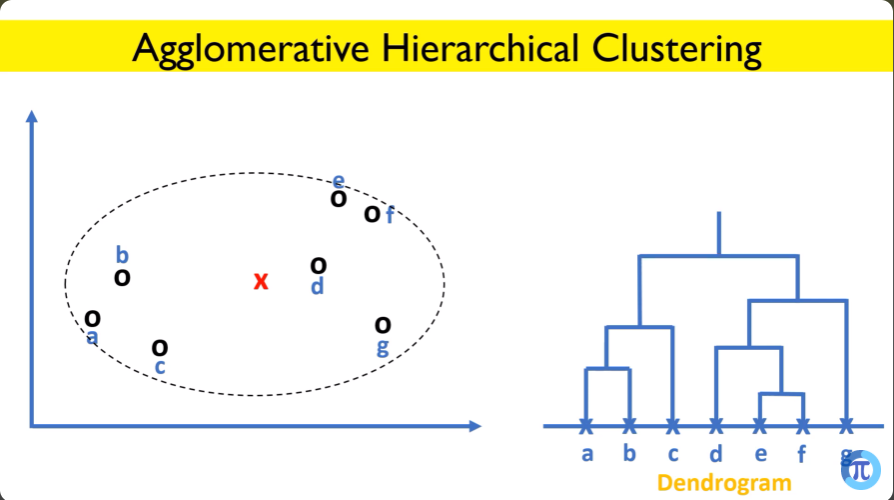 Agglomerative Hierarchical Clustering
e
o
o f
b
o
o
d
x
o
a
o
c
o
g
x x x x x x x
a b c d e f g
Dendrogram
π